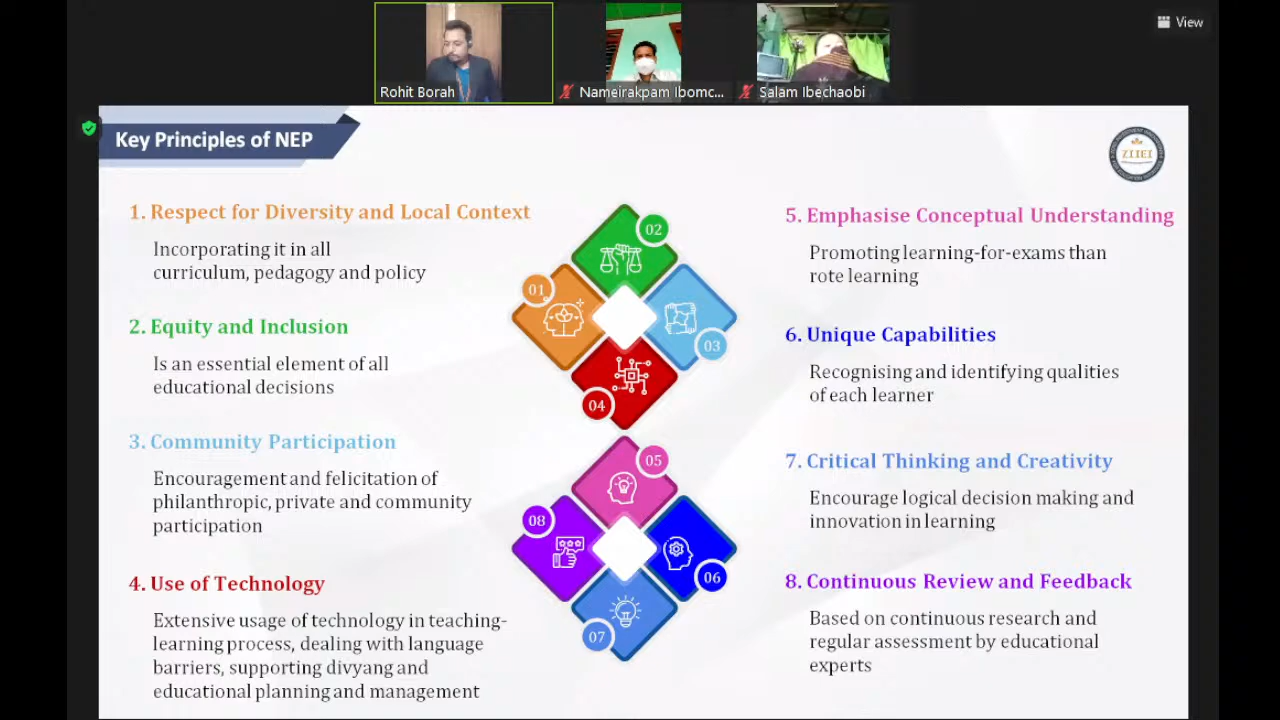 View
Rohit Borah
Nameirakpam Ibomc...
Salam Ibechaobi
Key Principles of NEP
ZIIEI
1. Respect for Diversity and Local Context
Incorporating it in all
curriculum, pedagogy and policy
2. Equity and Inclusion
Is an essential element of all
educational decisions
3. Community Participation
Encouragement and felicitation of
philanthropic, private and community
participation
4. Use of Technology
Extensive usage of technology in teaching-
learning process, dealing with language
barriers, supporting divyang and
educational planning and management
02
01
03
04
05
08
06
07
5. Emphasise Conceptual Understanding
Promoting learning-for-exams than
rote learning
6. Unique Capabilities
Recognising and identifying qualities
of each learner
7. Critical Thinking and Creativity
Encourage logical decision making and
innovation in learning
8. Continuous Review and Feedback
Based on continuous research and
regular assessment by educational
experts